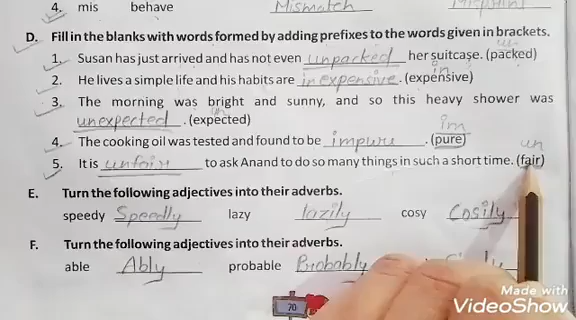 4. mis behave Mismatch
un
D. Fill in the blanks with words formed by adding prefixes to the words given in brackets.
1. Susan has just arrived and has not even unpacked her suitcase. (packed)
in
2. He lives a simple life and his habits are inexpensive. (expensive)
3. The morning was bright and sunny, and so this heavy shower was
un
unexpected. (expected)
im
4. The cooking oil was tested and found to be impure. (pure)
un
5. It is unfair to ask Anand to do so many things in such a short time. (fair)
E. Turn the following adjectives into their adverbs.
speedy Speedly lazy lazily cosy Cosily
F. Turn the following adjectives into their adverbs.
able Ably probable Probably
70
Made with
VideoShow